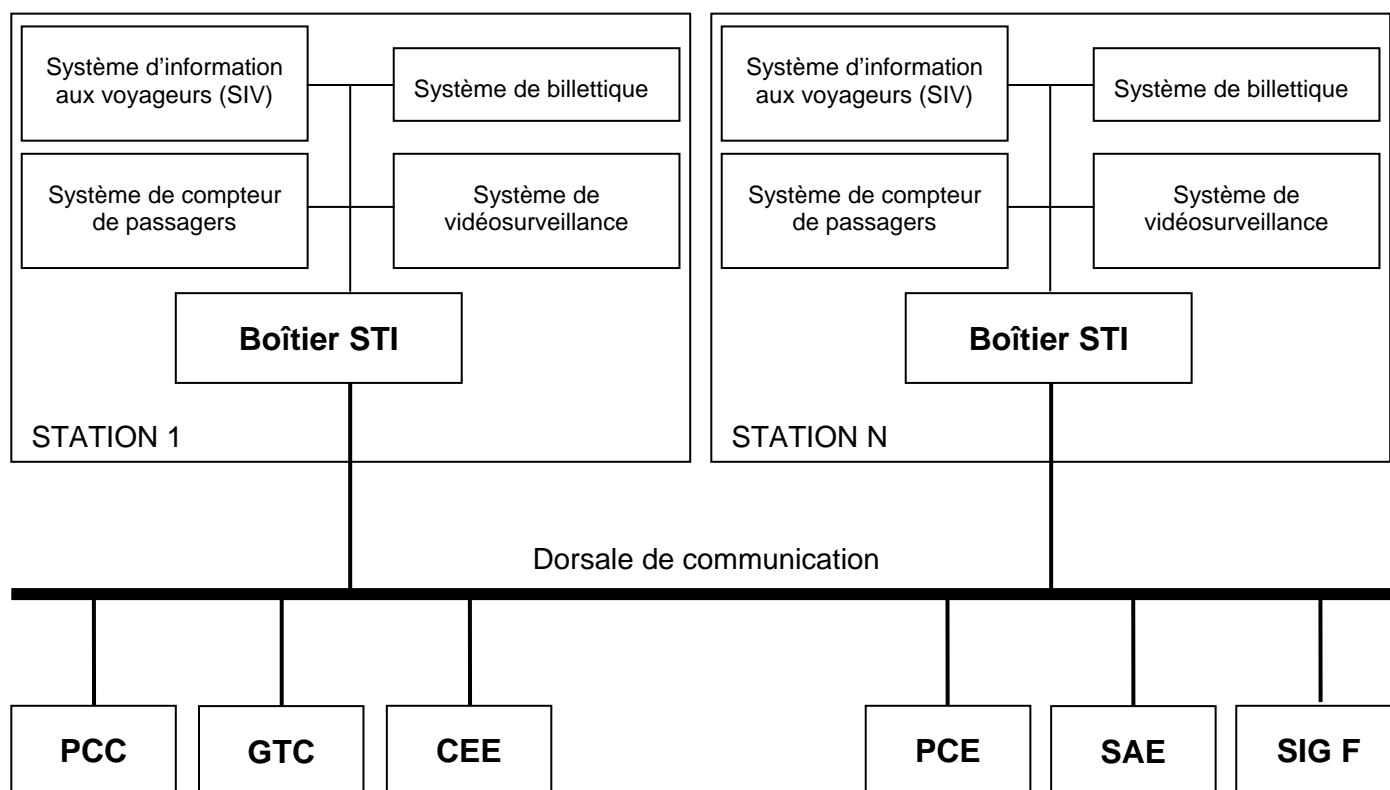 Système d'information
aux voyageurs (SIV)
Système de billettique
Système de compteur
de passagers
Système de
vidéosurveillance
Boîtier STI
STATION 1
Système d'information
aux voyageurs (SIV)
Système de billettique
Système de compteur
de passagers
Système de
vidéosurveillance
Boîtier STI
STATION N
Dorsale de communication
PCC
GTC
CEE
PCE
SAE
SIG F